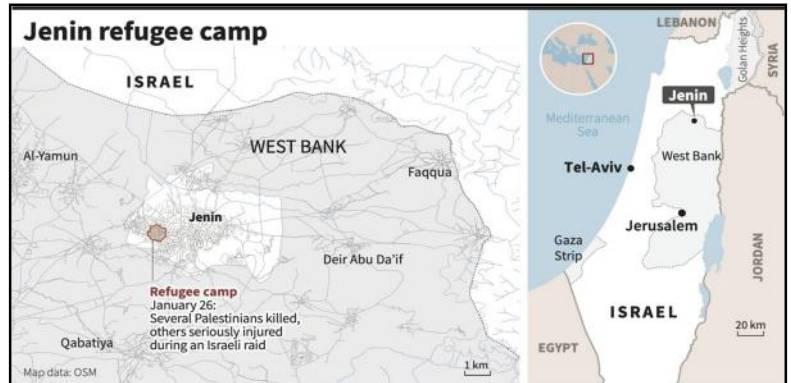 Jenin refugee camp
ISRAEL
WEST BANK
Al-Yamun
Faqqua
Jenin
Deir Abu Da'if
Refugee camp
January 26:
Several Palestinians killed,
others seriously injured
during an Israeli raid
Qabatiya
Map data: OSM
1 km
LEBANON
Golan Heights
SYRIA
Jenin
Mediterranean
Sea
West Bank
Tel-Aviv
Jerusalem
Gaza
Strip
JORDAN
ISRAEL
20 km
EGYPT